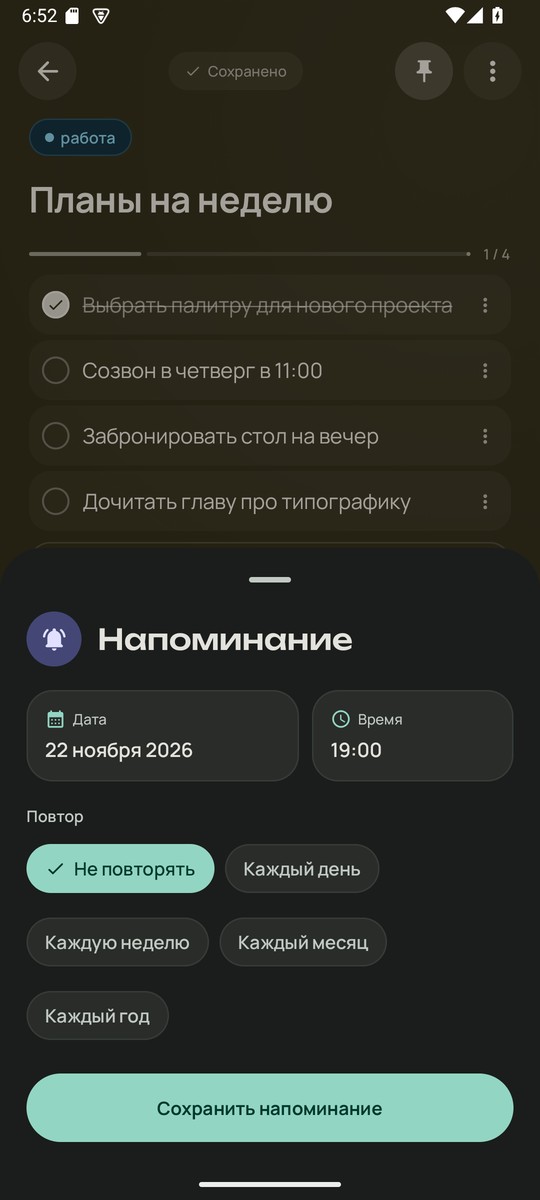 6:52
Сохранено
работа
Планы на неделю
1 / 4
Выбрать палитру для нового проекта
Созвон в четверг в 11:00
Забронировать стол на вечер
Дочитать главу про типографику
Напоминание
Дата
22 ноября 2026
Время
19:00
Повтор
Не повторять
Каждый день
Каждую неделю
Каждый месяц
Каждый год
Сохранить напоминание